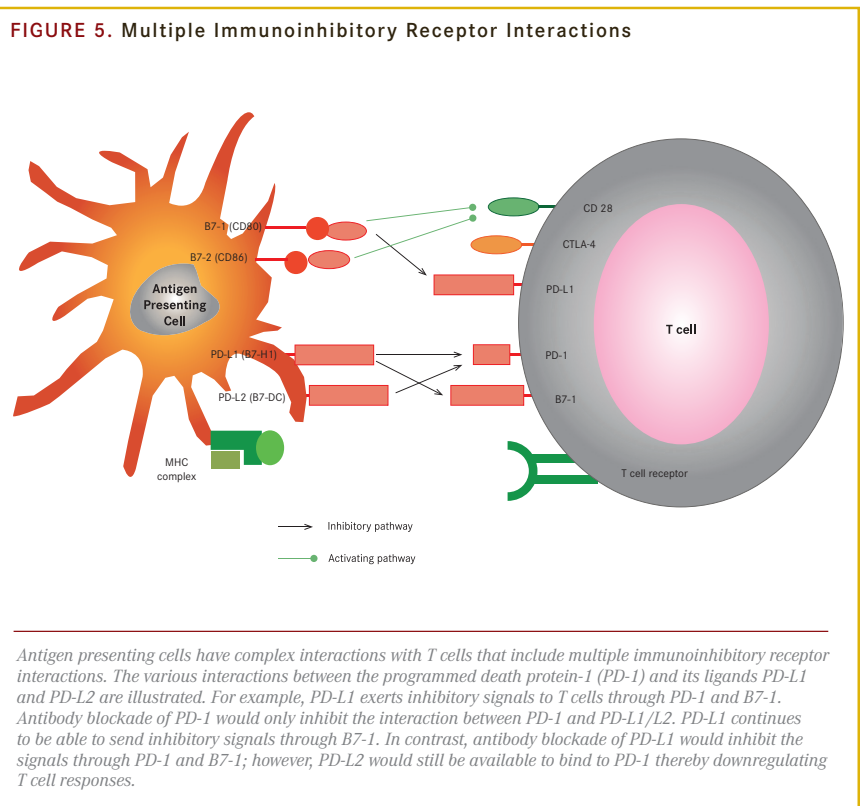 FIGURE 5. Multiple Immunoinhibitory Receptor Interactions
B7-1 (CD80)
B7-2 (CD86)
Antigen
Presenting
Cell
PD-L1 (B7-H1)
PD-L2 (B7-DC)
MHC
complex
CD 28
CTLA-4
PD-L1
T cell
PD-1
B7-1
T cell receptor
Inhibitory pathway
Activating pathway
Antigen presenting cells have complex interactions with T cells that include multiple immunoinhibitory receptor
interactions. The various interactions between the programmed death protein-1 (PD-1) and its ligands PD-L1
and PD-L2 are illustrated. For example, PD-L1 exerts inhibitory signals to T cells through PD-1 and B7-1.
Antibody blockade of PD-1 would only inhibit the interaction between PD-1 and PD-L1/L2. PD-L1 continues
to be able to send inhibitory signals through B7-1. In contrast, antibody blockade of PD-L1 would inhibit the
signals through PD-1 and B7-1; however, PD-L2 would still be available to bind to PD-1 thereby downregulating
T cell responses.